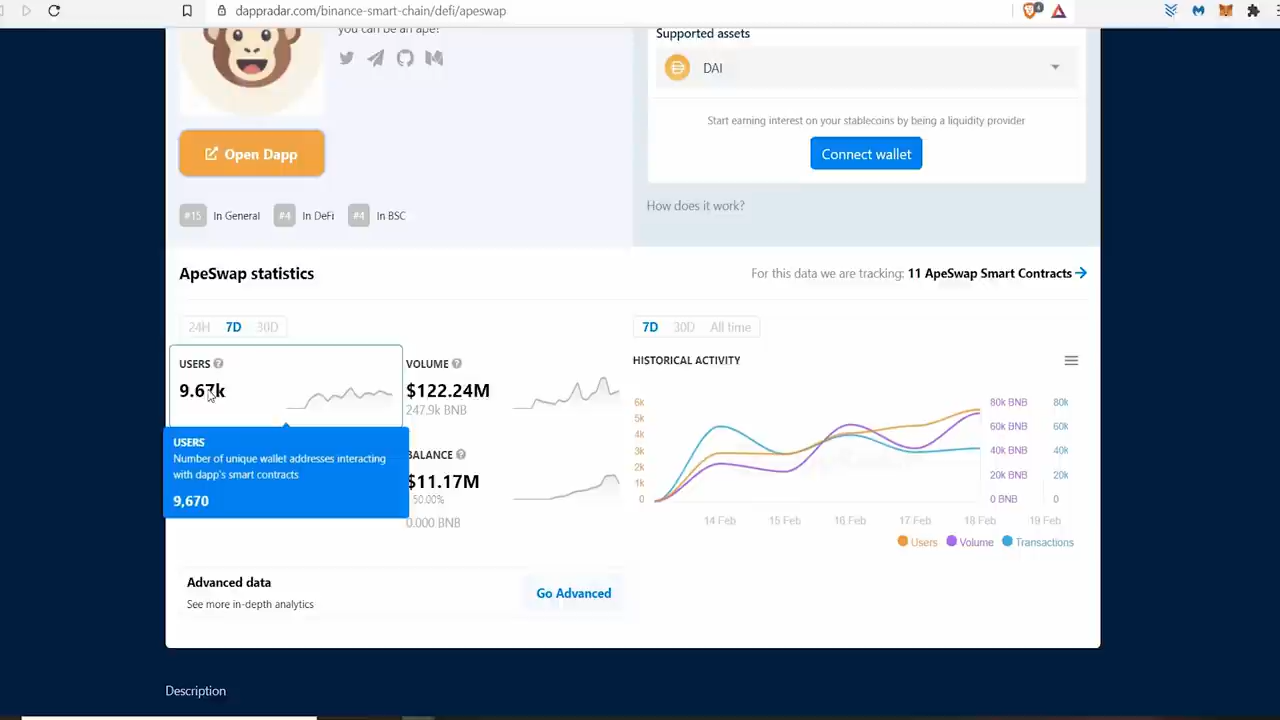 dappradar.com/binance-smart-chain/defi/apeswap
4
you can be an ape!
Open Dapp
#15 In General #4 In DeFi #4 In BSC
Supported assets
DAI
Start earning interest on your stablecoins by being a liquidity provider
Connect wallet
How does it work?
ApeSwap statistics
For this data we are tracking: 11 ApeSwap Smart Contracts
24H 7D 30D
USERS ?
9.67k
VOLUME ?
$122.24M
247.9k BNB
USERS
Number of unique wallet addresses interacting
with dapp's smart contracts
9,670
BALANCE ?
$11.17M
50.00%
0.000 BNB
Advanced data
See more in-depth analytics
Go Advanced
7D 30D All time
HISTORICAL ACTIVITY
6k 80k BNB 80k
5k
4k 60k BNB 60k
3k 40k BNB 40k
2k
1k 20k BNB 20k
0 0 BNB 0
14 Feb 15 Feb 16 Feb 17 Feb 18 Feb 19 Feb
Users Volume Transactions
Description